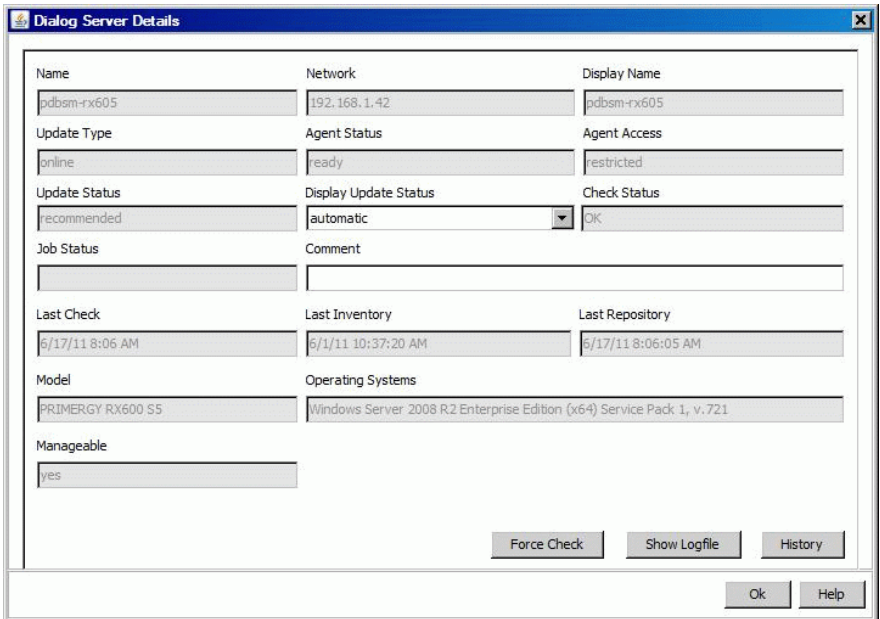 Dialog Server Details
Name Network Display Name
pdbsm-rx605 192.168.1.42 pdbsm-rx605
Update Type Agent Status Agent Access
online ready restricted
Update Status Display Update Status Check Status
recommended automatic OK
Job Status Comment
Last Check Last Inventory Last Repository
6/17/11 8:06 AM 6/1/11 10:37:20 AM 6/17/11 8:06:05 AM
Model Operating Systems
PRIMERGY RX600 S5 Windows Server 2008 R2 Enterprise Edition (x64) Service Pack 1, v.721
Manageable
yes
Force Check Show Logfile History
Ok Help